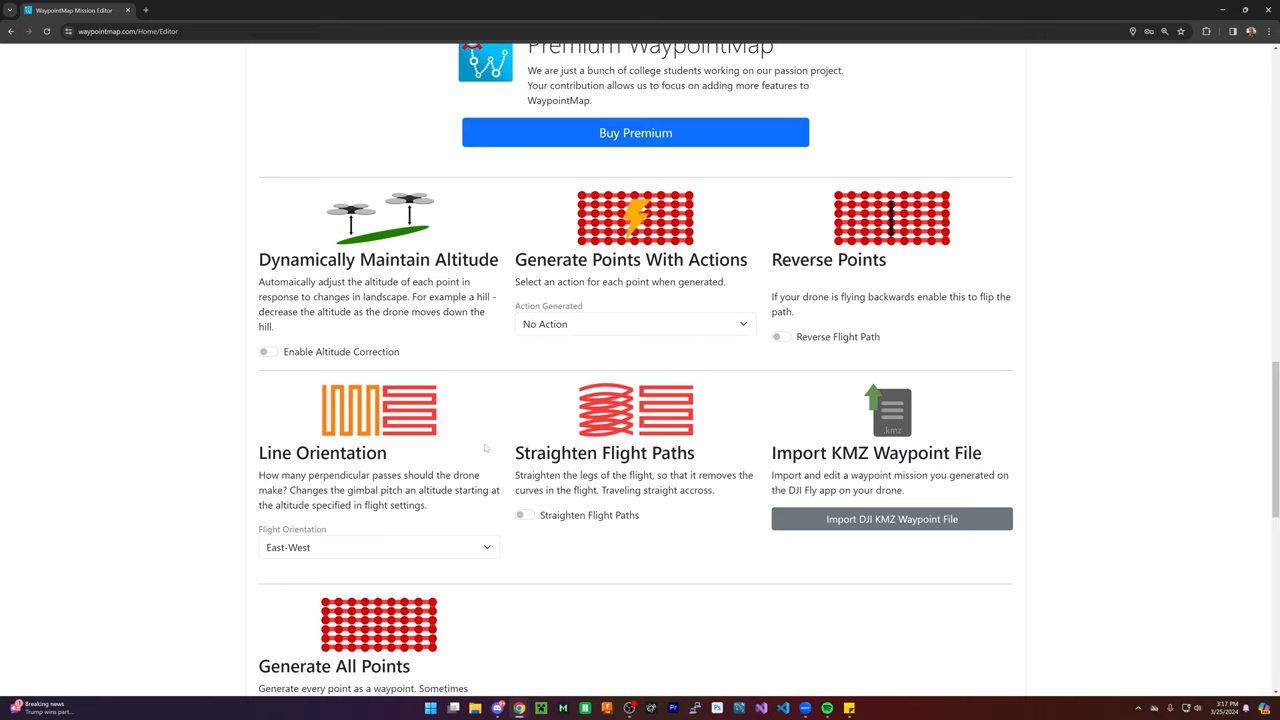 WaypointMap Mission Editor
waypointmap.com/Home/Editor
Premium WaypointMap
We are just a bunch of college students working on our passion project.
Your contribution allows us to focus on adding more features to
WaypointMap.
Buy Premium
Dynamically Maintain Altitude
Automaically adjust the altitude of each point in
response to changes in landscape. For example a hill -
decrease the altitude as the drone moves down the
hill.
Enable Altitude Correction
Generate Points With Actions
Select an action for each point when generated.
Action Generated
No Action
Reverse Points
If your drone is flying backwards enable this to flip the
path.
Reverse Flight Path
Line Orientation
How many perpendicular passes should the drone
make? Changes the gimbal pitch an altitude starting at
the altitude specified in flight settings.
Flight Orientation
East-West
Straighten Flight Paths
Straighten the legs of the flight, so that it removes the
curves in the flight. Traveling straight accross.
Straighten Flight Paths
.kmz
Import KMZ Waypoint File
Import and edit a waypoint mission you generated on
the DJI Fly app on your drone.
Import DJI KMZ Waypoint File
Generate All Points
Generate every point as a waypoint. Sometimes
Breaking news
Trump wins part...
3:17 PM
3/25/2024